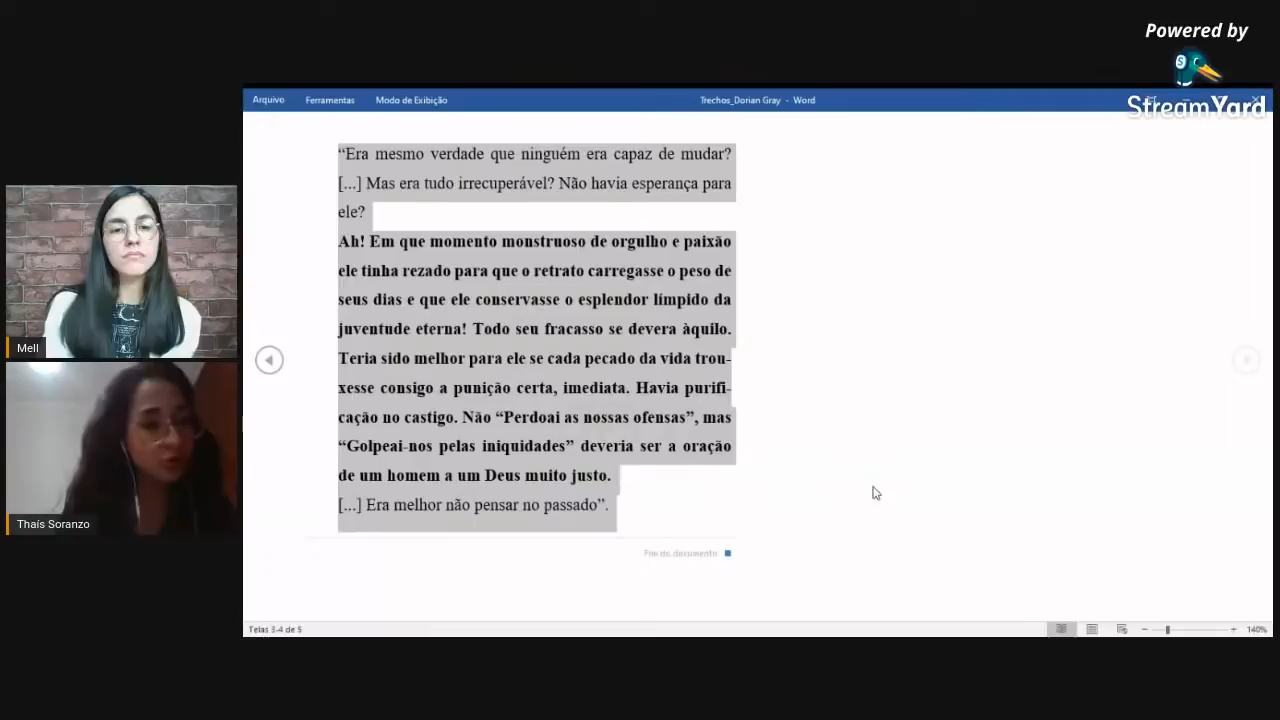 Powered by
StreamYard
Arquivo Ferramentas Modo de Exibição Trechos_Dorian Gray - Word
“Era mesmo verdade que ninguém era capaz de mudar?
[...] Mas era tudo irrecuperável? Não havia esperança para
ele?
Ah! Em que momento monstruoso de orgulho e paixão
ele tinha rezado para que o retrato carregasse o peso de
seus dias e que ele conservasse o esplendor límpido da
juventude eterna! Todo seu fracasso se devera àquilo.
Teria sido melhor para ele se cada pecado da vida trou-
xesse consigo a punição certa, imediata. Havia purifi-
cação no castigo. Não “Perdoai as nossas ofensas”, mas
“Golpeai-nos pelas iniquidades” deveria ser a oração
de um homem a um Deus muito justo.
[...] Era melhor não pensar no passado”.
Fim do documento
Mell
Thaís Soranzo
Telas 3-4 de 5
140%